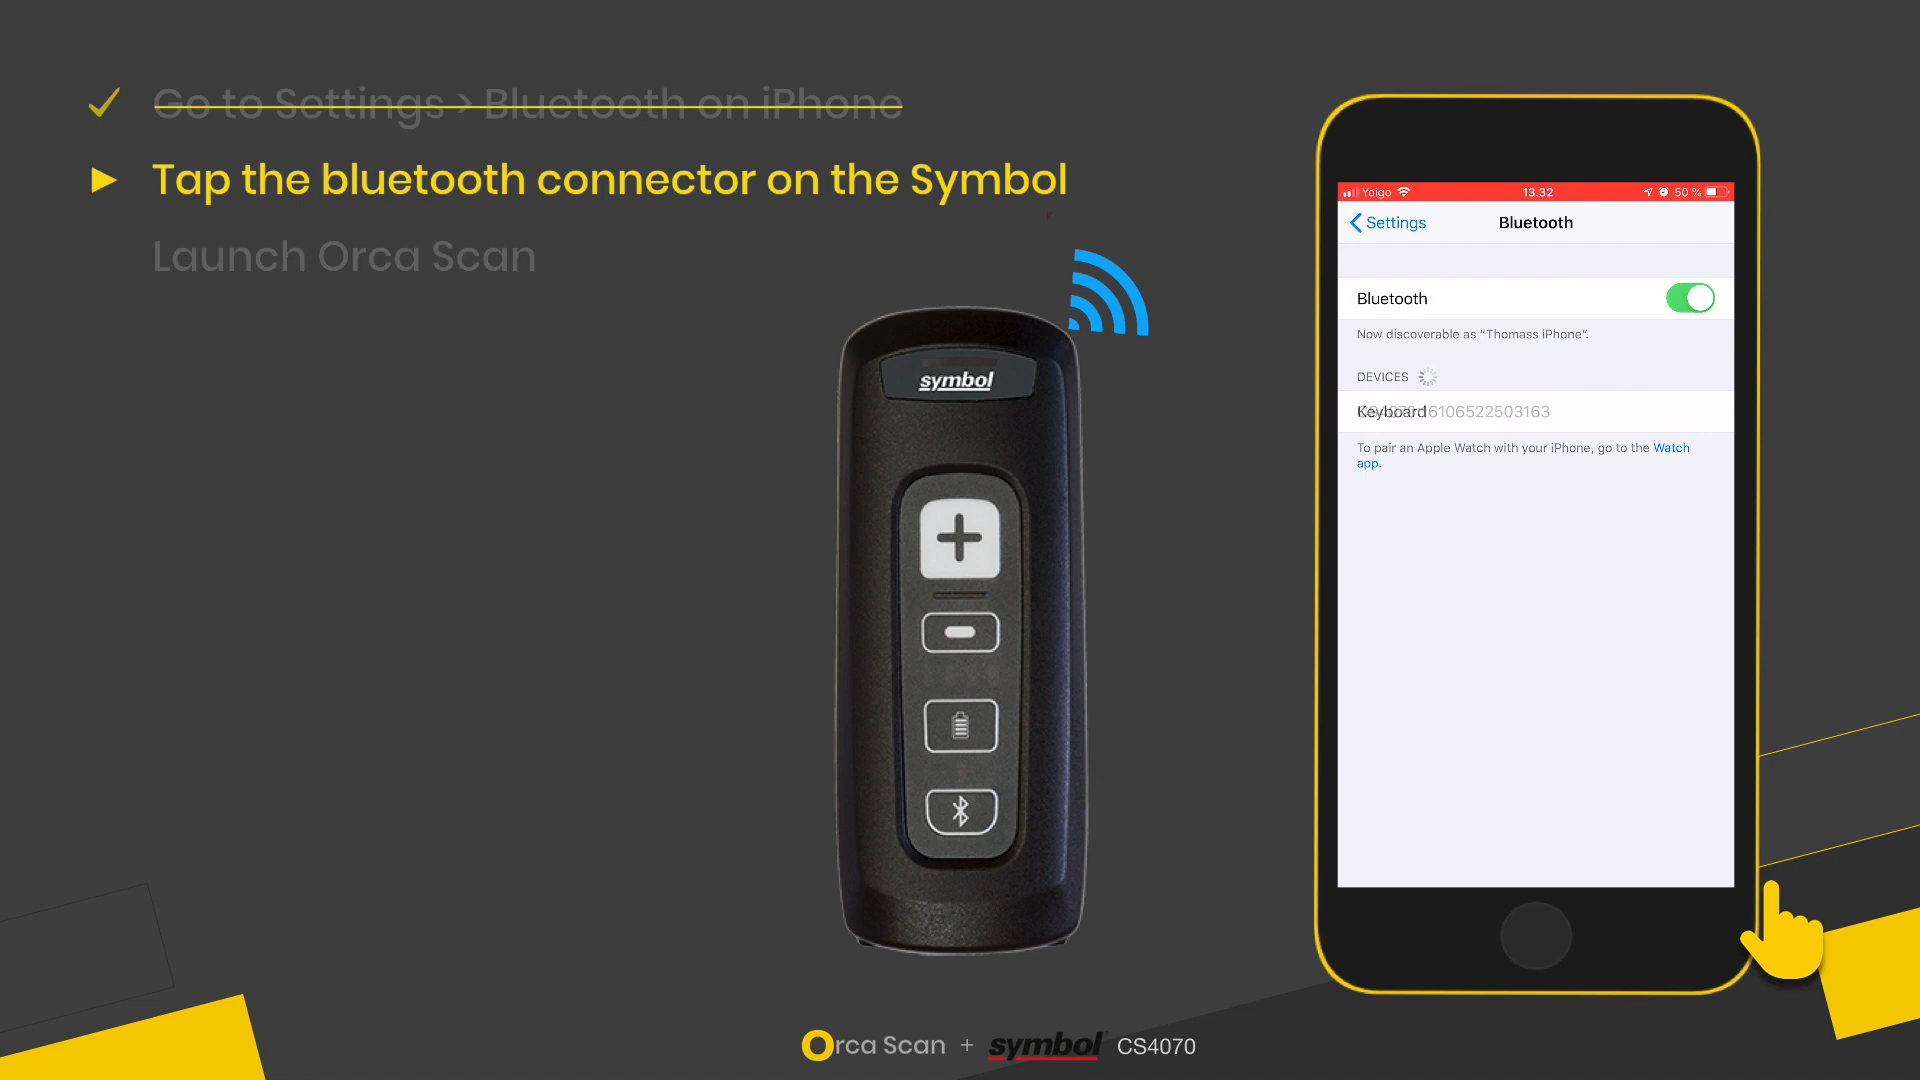 Go to Settings > Bluetooth on iPhone
Tap the bluetooth connector on the Symbol
Launch Orca Scan
symbol
Yoigo 13.32 50 %
Settings Bluetooth
Bluetooth
Now discoverable as “Thomass iPhone”.
DEVICES
Keyboard 6106522503163
To pair an Apple Watch with your iPhone, go to the Watch
app.
Orca Scan + symbol CS4070